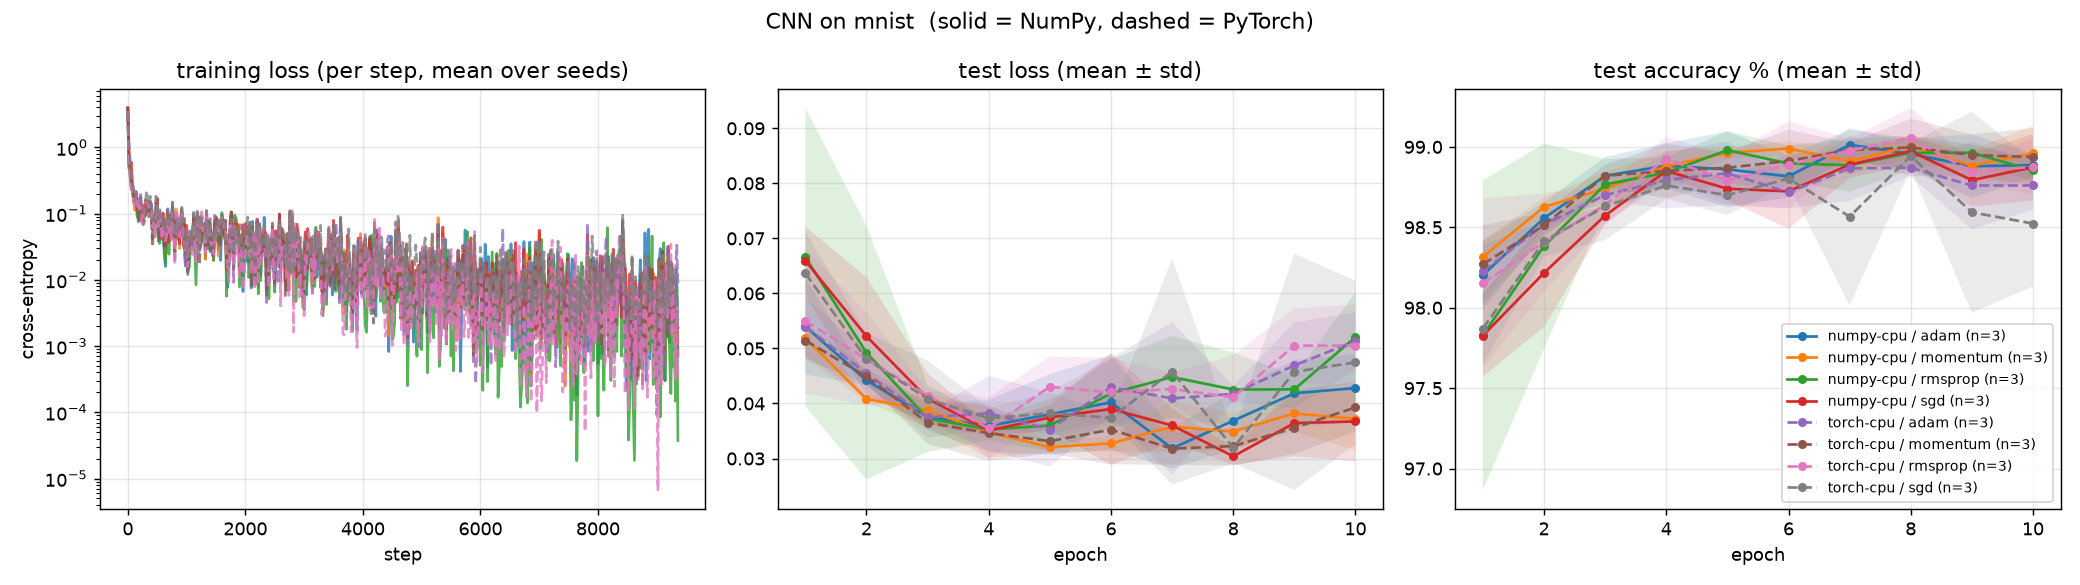 CNN on mnist  (solid = NumPy, dashed = PyTorch)
training loss (per step, mean over seeds)
cross-entropy
10⁰
10⁻¹
10⁻²
10⁻³
10⁻⁴
10⁻⁵
0 2000 4000 6000 8000
step
test loss (mean ± std)
0.09
0.08
0.07
0.06
0.05
0.04
0.03
2 4 6 8 10
epoch
test accuracy % (mean ± std)
99.0
98.5
98.0
97.5
97.0
numpy-cpu / adam (n=3)
numpy-cpu / momentum (n=3)
numpy-cpu / rmsprop (n=3)
numpy-cpu / sgd (n=3)
torch-cpu / adam (n=3)
torch-cpu / momentum (n=3)
torch-cpu / rmsprop (n=3)
torch-cpu / sgd (n=3)
2 4 6 8 10
epoch